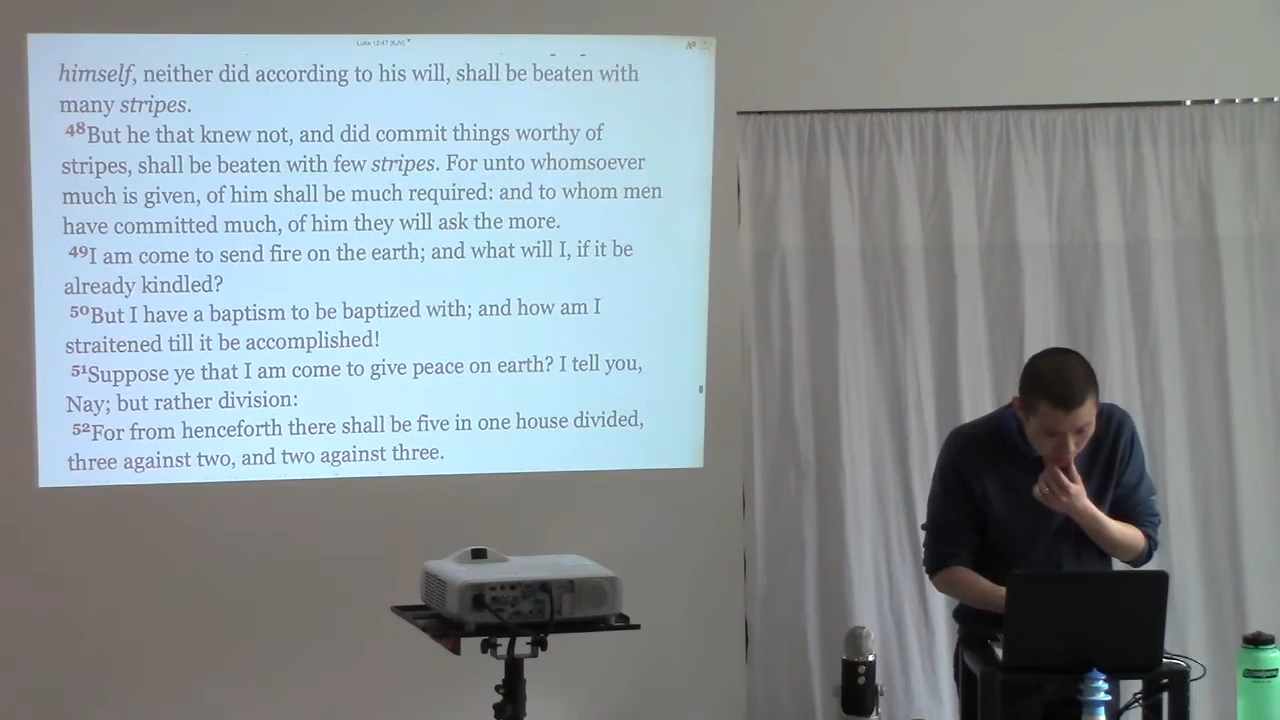 Luke 12:47 (KJV)
himself, neither did according to his will, shall be beaten with
many stripes.
48But he that knew not, and did commit things worthy of
stripes, shall be beaten with few stripes. For unto whomsoever
much is given, of him shall be much required: and to whom men
have committed much, of him they will ask the more.
49I am come to send fire on the earth; and what will I, if it be
already kindled?
50But I have a baptism to be baptized with; and how am I
straitened till it be accomplished!
51Suppose ye that I am come to give peace on earth? I tell you,
Nay; but rather division:
52For from henceforth there shall be five in one house divided,
three against two, and two against three.